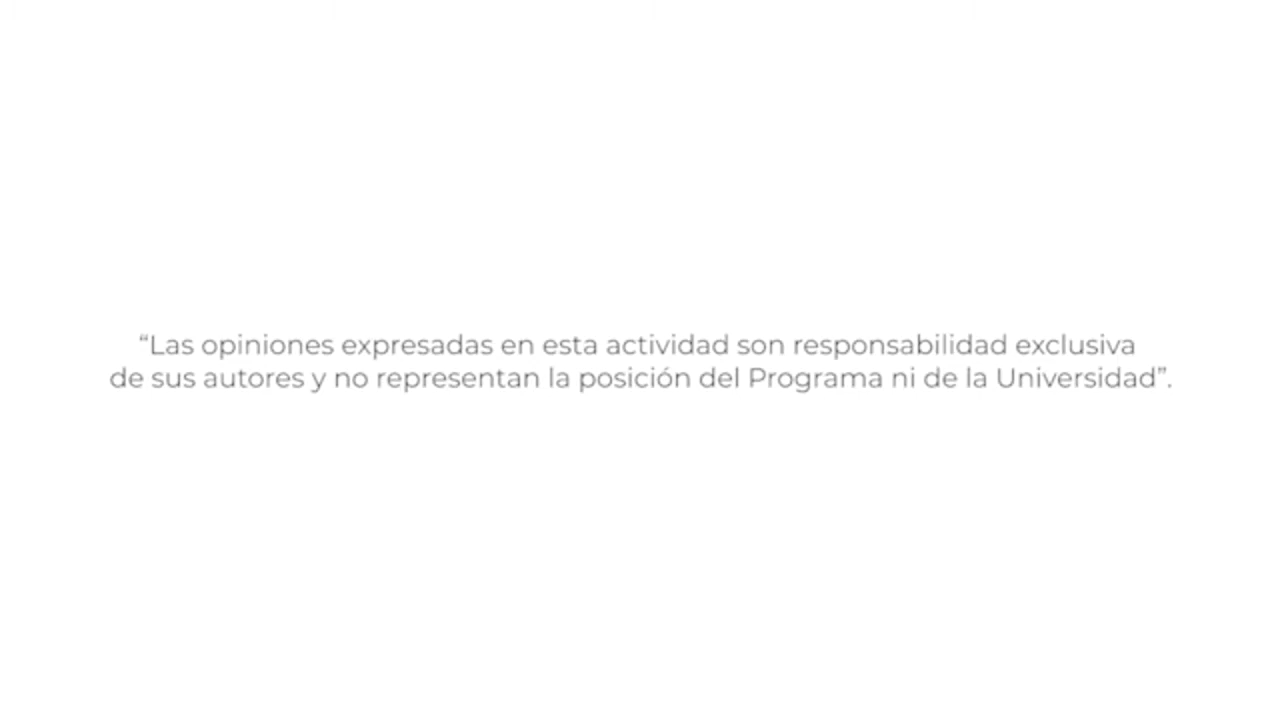 “Las opiniones expresadas en esta actividad son responsabilidad exclusiva
de sus autores y no representan la posición del Programa ni de la Universidad”.